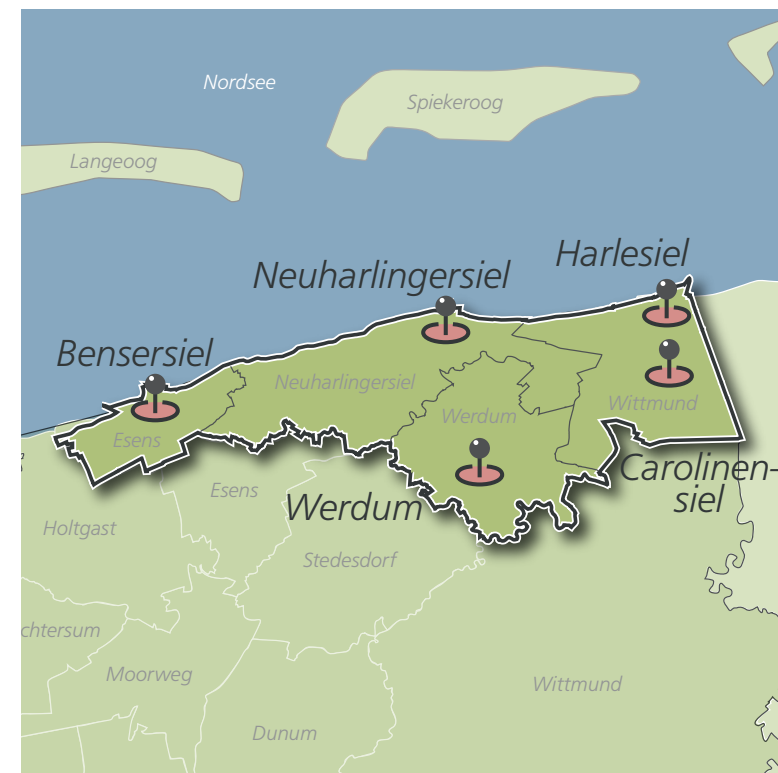 Nordsee
Spiekeroog
Langeoog
Harlesiel
Neuharlingersiel
Bensersiel
Neuharlingersiel
Wittmund
Werdum
Esens
Carolinen-
siel
Esens
Werdum
Holtgast
Stedesdorf
chtersum
Moorweg
Wittmund
Dunum